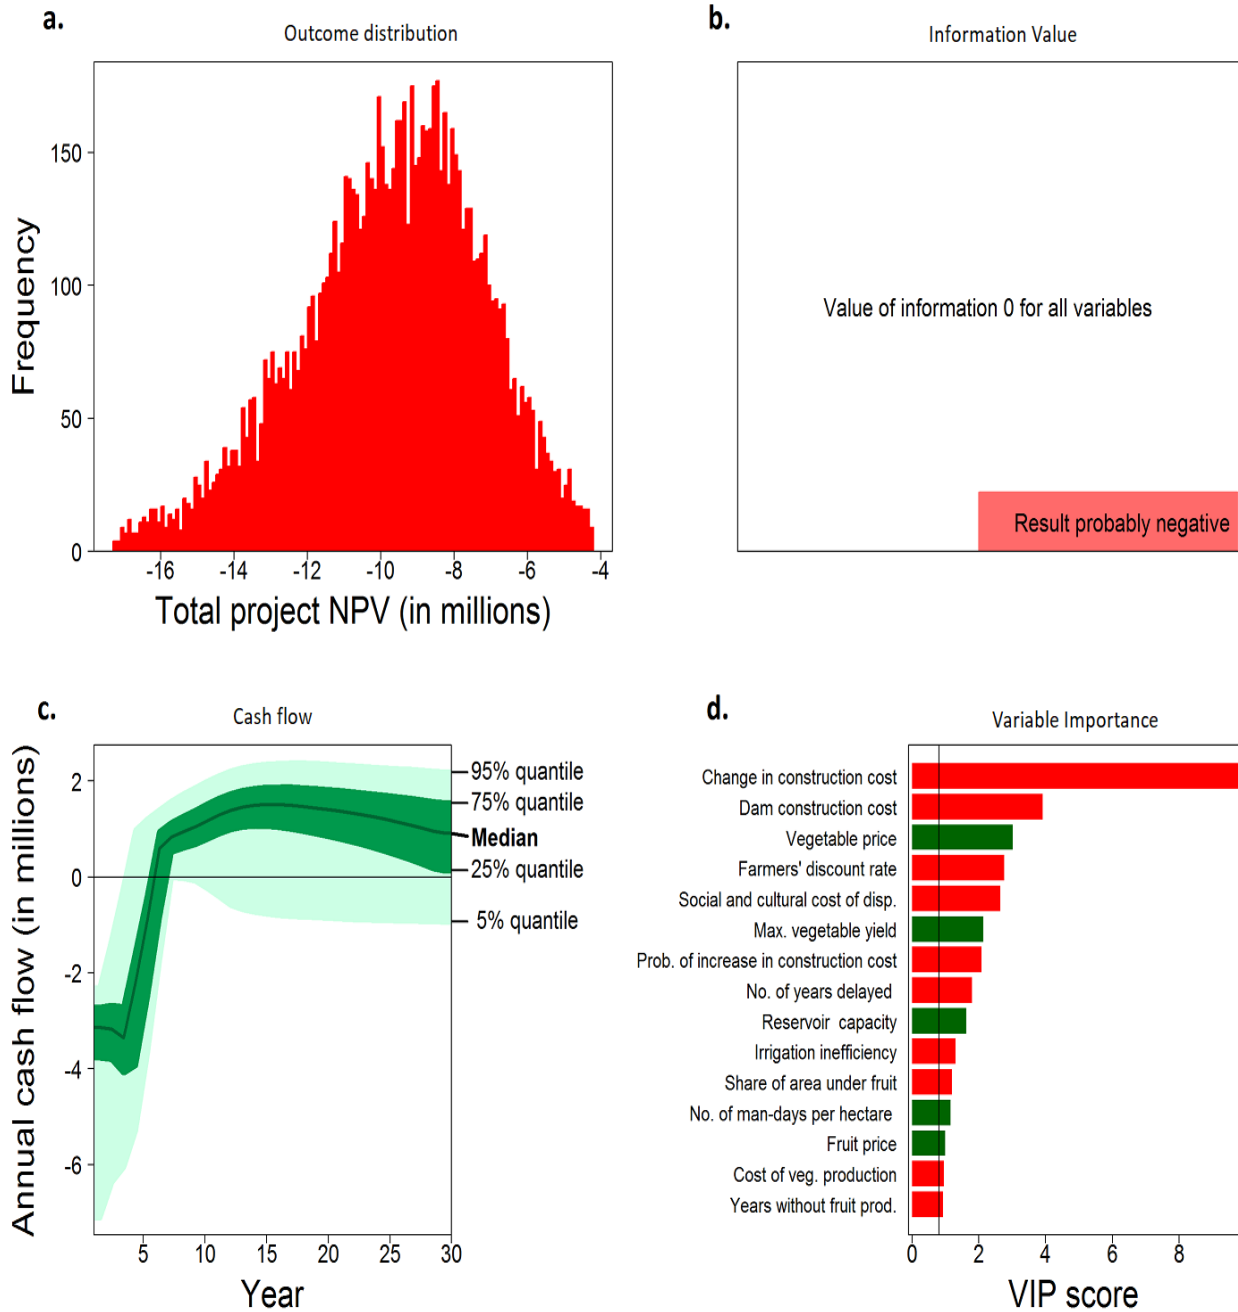 a.
Outcome distribution
150
100
50
0
Frequency
-16
-14
-12
-10
-8
-6
-4
Total project NPV (in millions)
b.
Information Value
Value of information 0 for all variables
Result probably negative
c.
Cash flow
2
0
-2
-4
-6
Annual cash flow (in millions)
95% quantile
75% quantile
Median
25% quantile
5% quantile
5
10
15
20
25
30
Year
d.
Variable Importance
Change in construction cost
Dam construction cost
Vegetable price
Farmers' discount rate
Social and cultural cost of disp.
Max. vegetable yield
Prob. of increase in construction cost
No. of years delayed
Reservoir capacity
Irrigation inefficiency
Share of area under fruit
No. of man-days per hectare
Fruit price
Cost of veg. production
Years without fruit prod.
0
2
4
6
8
VIP score